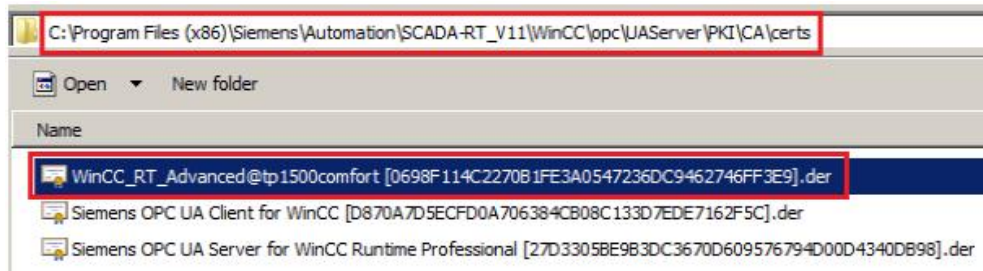 C:\Program Files (x86)\Siemens\Automation\SCADA-RT_V11\WinCC\opc\UAServer\PKI\CA\certs
Open New folder
Name
WinCC_RT_Advanced@tp1500comfort [0698F114C2270B1FE3A0547236DC9462746FF3E9].der
Siemens OPC UA Client for WinCC [D870A7D5ECFD0A706384CB08C133D7EDE7162F5C].der
Siemens OPC UA Server for WinCC Runtime Professional [27D3305BE9B3DC3670D609576794D00D4340DB98].der